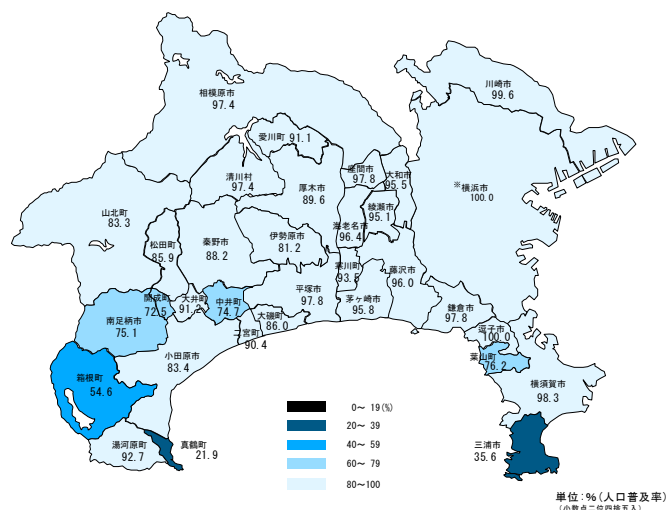 川崎市
99.6
相模原市
97.4
愛川町 91.1
座間市
97.8
大和市
95.5
清川村
97.4
厚木市
89.6
※横浜市
100.0
綾瀬市
95.1
山北町
83.3
海老名市
96.4
伊勢原市
81.2
秦野市
88.2
松田町
85.9
寒川町
93.5
藤沢市
96.0
開成町
72.5
大井町
91.2
中井町
74.7
平塚市
97.8
茅ヶ崎市
95.8
鎌倉市
97.8
大磯町
86.0
南足柄市
75.1
二宮町
90.4
逗子市
100.0
小田原市
83.4
葉山町
76.2
箱根町
54.6
横須賀市
98.3
湯河原町
92.7
真鶴町
21.9
三浦市
35.6
0～ 19(%)
20～ 39
40～ 59
60～ 79
80～100
単位:%(人口普及率)
(小数点二位四捨五入)